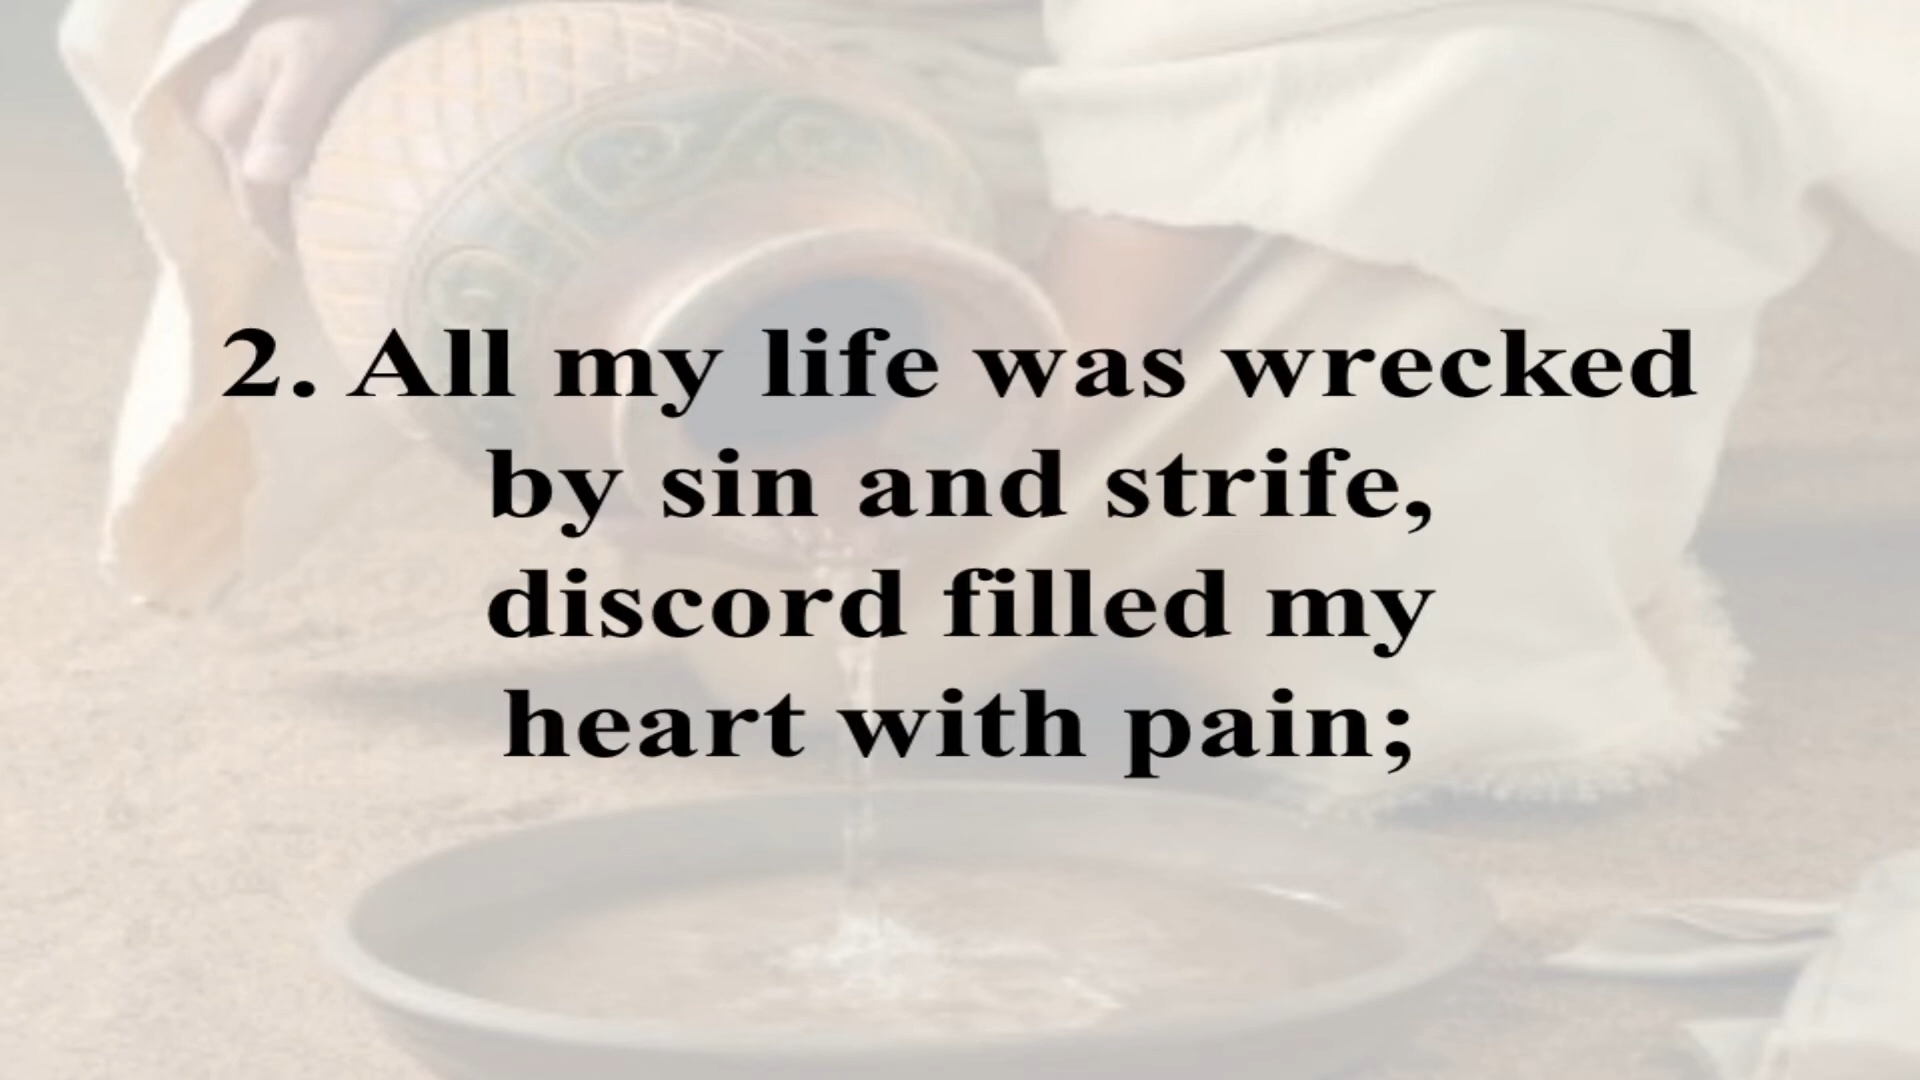 2. All my life was wrecked
by sin and strife,
discord filled my
heart with pain;